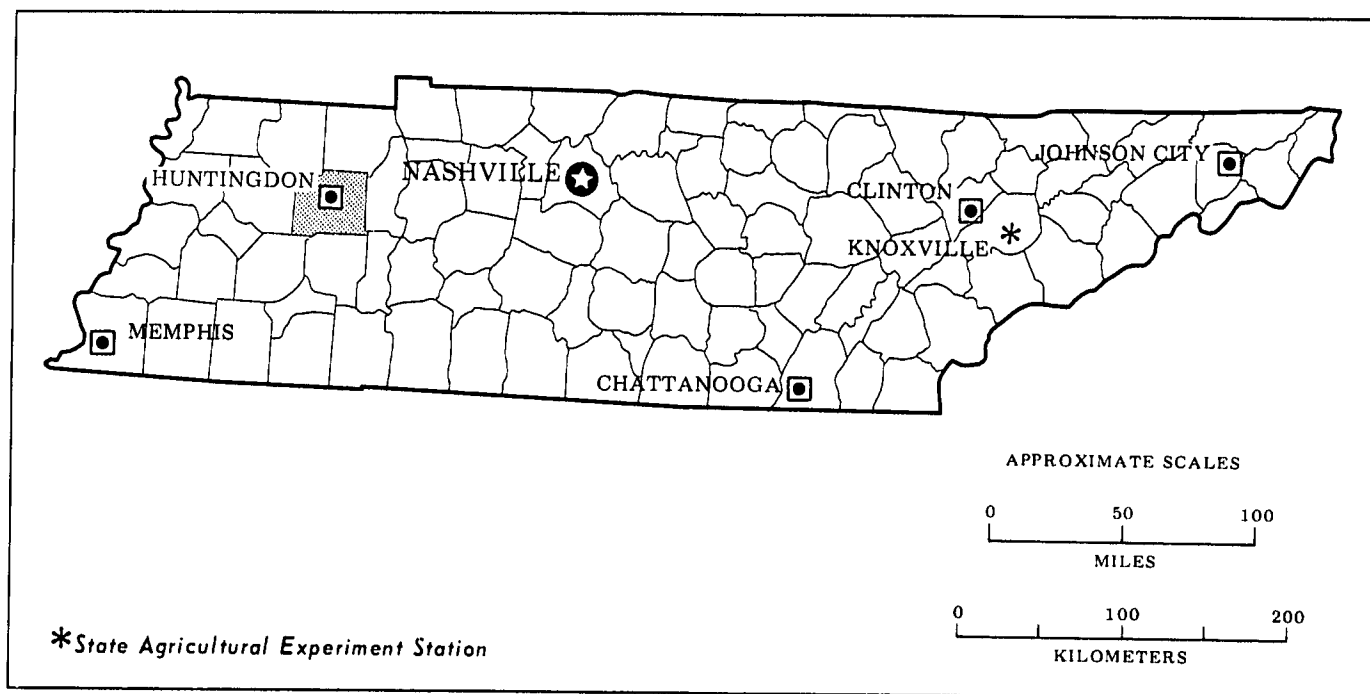 JOHNSON CITY
HUNTINGDON
NASHVILLE
CLINTON
KNOXVILLE
MEMPHIS
CHATTANOOGA
APPROXIMATE SCALES
0 50 100
MILES
0 100 200
KILOMETERS
*State Agricultural Experiment Station